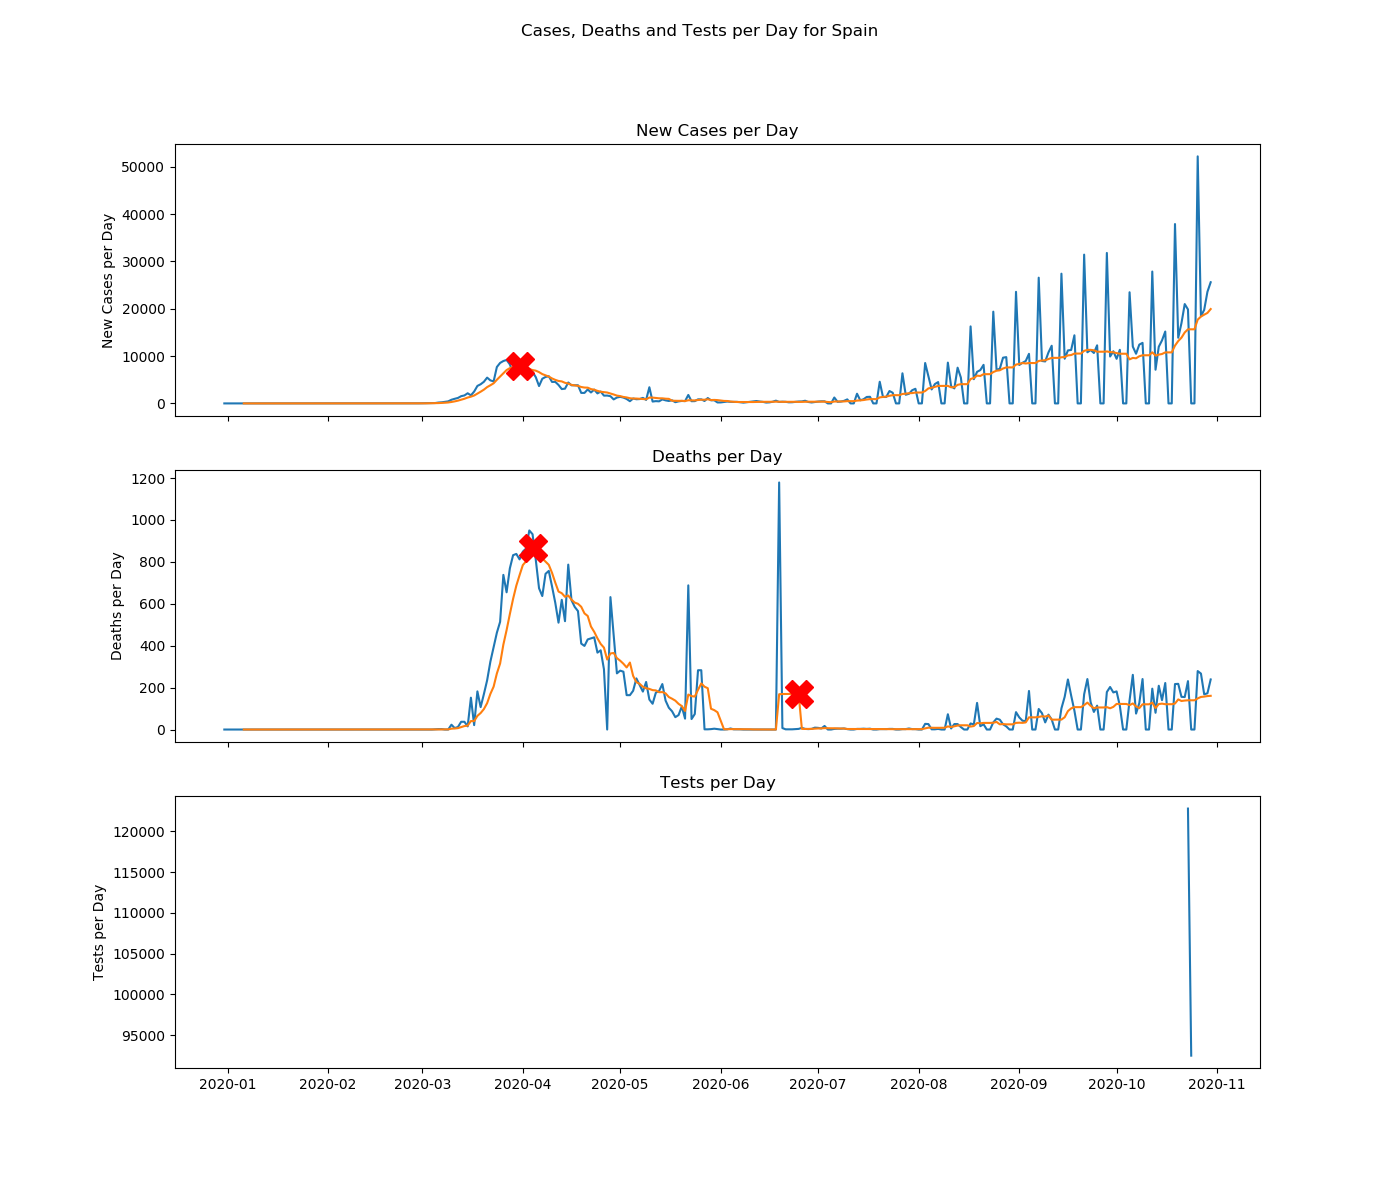 Cases, Deaths and Tests per Day for Spain
New Cases per Day
50000
40000
30000
20000
10000
0
New Cases per Day
Deaths per Day
1200
1000
800
600
400
200
0
Deaths per Day
Tests per Day
120000
115000
110000
105000
100000
95000
Tests per Day
2020-01 2020-02 2020-03 2020-04 2020-05 2020-06 2020-07 2020-08 2020-09 2020-10 2020-11